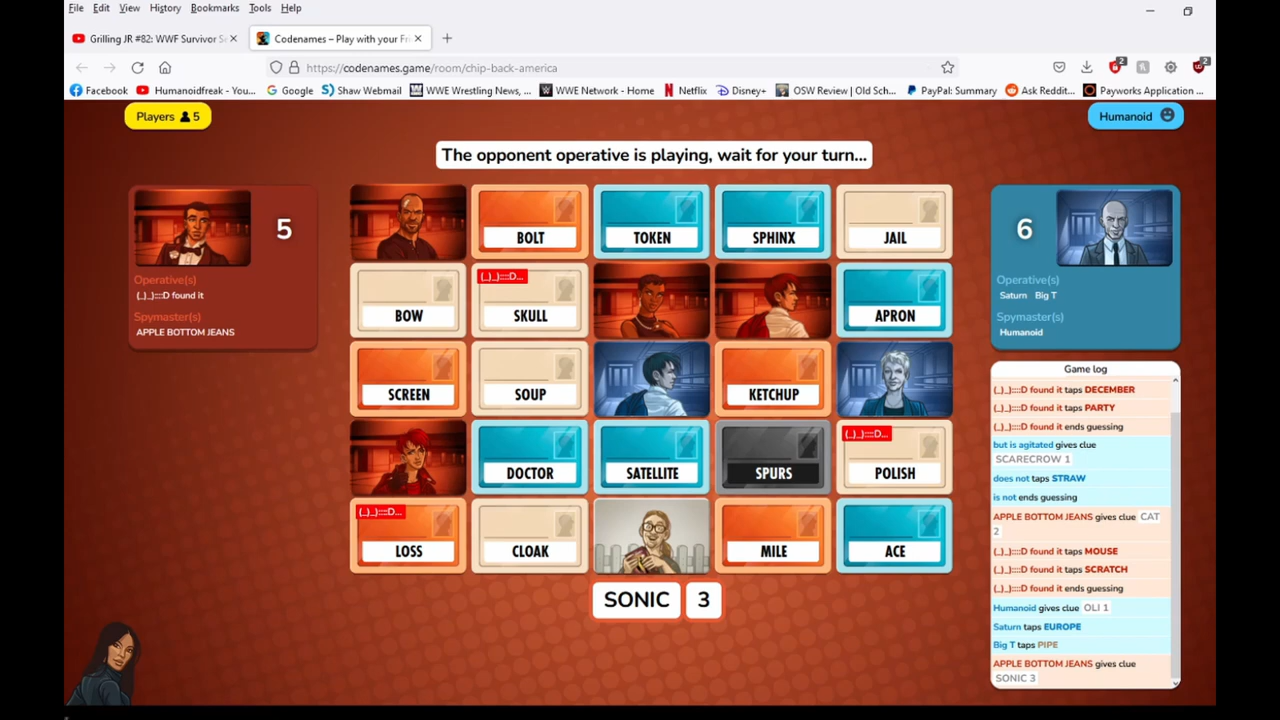 File Edit View History Bookmarks Tools Help
Grilling JR #82: WWF Survivor Se
Codenames – Play with your Fri
https://codenames.game/room/chip-back-america
2
2
Facebook Humanoidfreak - You... Google Shaw Webmail WWE Wrestling News, ... WWE Network - Home Netflix Disney+ OSW Review | Old Sch... PayPal: Summary Ask Reddit... Payworks Application ...
Players 5
Humanoid
The opponent operative is playing, wait for your turn...
5
Operative(s)
(_)_)::::D found it
Spymaster(s)
APPLE BOTTOM JEANS
BOLT TOKEN SPHINX JAIL
(_)_)::::D...
BOW SKULL APRON
SCREEN SOUP KETCHUP
(_)_)::::D...
DOCTOR SATELLITE SPURS POLISH
(_)_)::::D...
LOSS CLOAK MILE ACE
SONIC 3
6
Operative(s)
Saturn Big T
Spymaster(s)
Humanoid
Game log
(_)_)::::D found it taps DECEMBER
(_)_)::::D found it taps PARTY
(_)_)::::D found it ends guessing
but is agitated gives clue
SCARECROW 1
does not taps STRAW
is not ends guessing
APPLE BOTTOM JEANS gives clue CAT
2
(_)_)::::D found it taps MOUSE
(_)_)::::D found it taps SCRATCH
(_)_)::::D found it ends guessing
Humanoid gives clue OLI 1
Saturn taps EUROPE
Big T taps PIPE
APPLE BOTTOM JEANS gives clue
SONIC 3